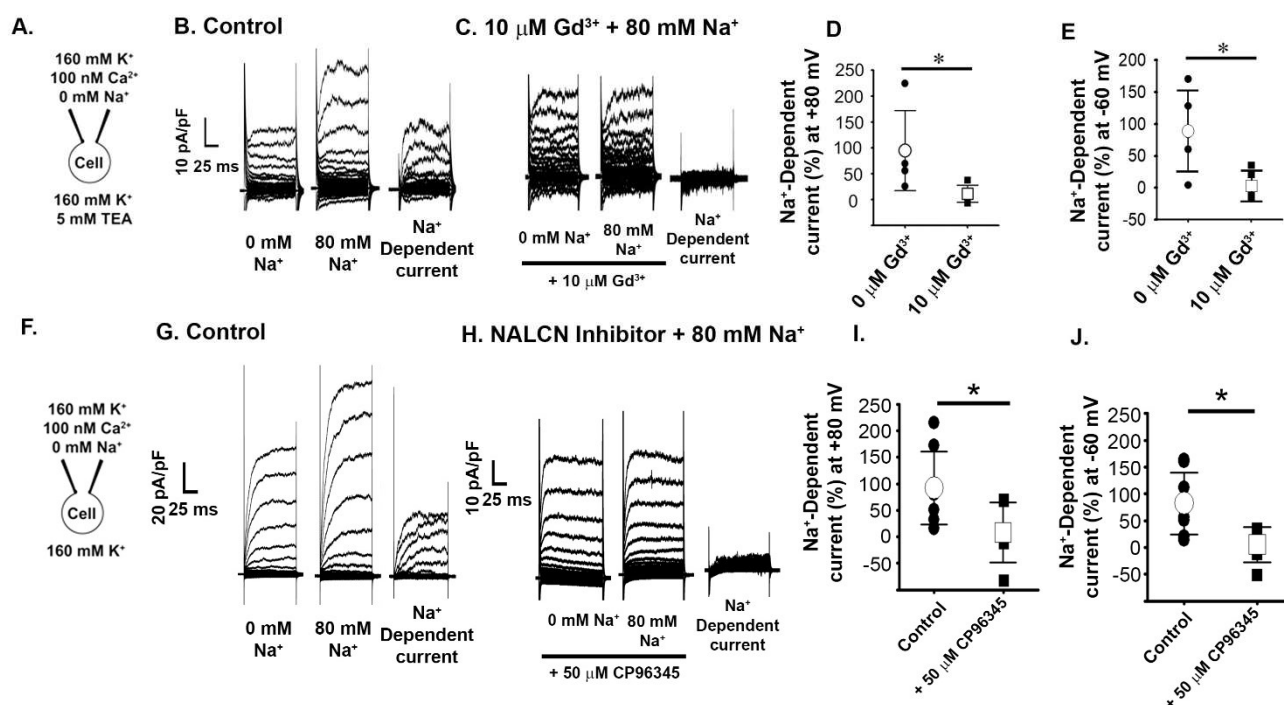 A.
160 mM K⁺
100 nM Ca²⁺
0 mM Na⁺
Cell
160 mM K⁺
5 mM TEA
B. Control
10 pA/pF
25 ms
0 mM
Na⁺
80 mM
Na⁺
Na⁺
Dependent
current
C. 10 μM Gd³⁺ + 80 mM Na⁺
0 mM Na⁺
80 mM
Na⁺
+ 10 μM Gd³⁺
Na⁺
Dependent
current
D
Na⁺-Dependent
current (%) at +80 mV
250
200
150
100
50
0
*
0 μM Gd³⁺
10 μM Gd³⁺
E.
Na⁺-Dependent
current (%) at -60 mV
200
150
100
50
0
-50
*
0 μM Gd³⁺
10 μM Gd³⁺
F.
160 mM K⁺
100 nM Ca²⁺
0 mM Na⁺
Cell
160 mM K⁺
G. Control
20 pA/pF
25 ms
0 mM
Na⁺
80 mM
Na⁺
Na⁺
Dependent
current
H. NALCN Inhibitor + 80 mM Na⁺
10 pA/pF
25 ms
0 mM Na⁺
80 mM
Na⁺
+ 50 μM CP96345
Na⁺
Dependent
current
I.
Na⁺-Dependent
current (%) at +80 mV
250
200
150
100
50
0
-50
*
Control
+ 50 μM CP96345
J.
Na⁺-Dependent
current (%) at -60 mV
250
200
150
100
50
0
-50
*
Control
+ 50 μM CP96345